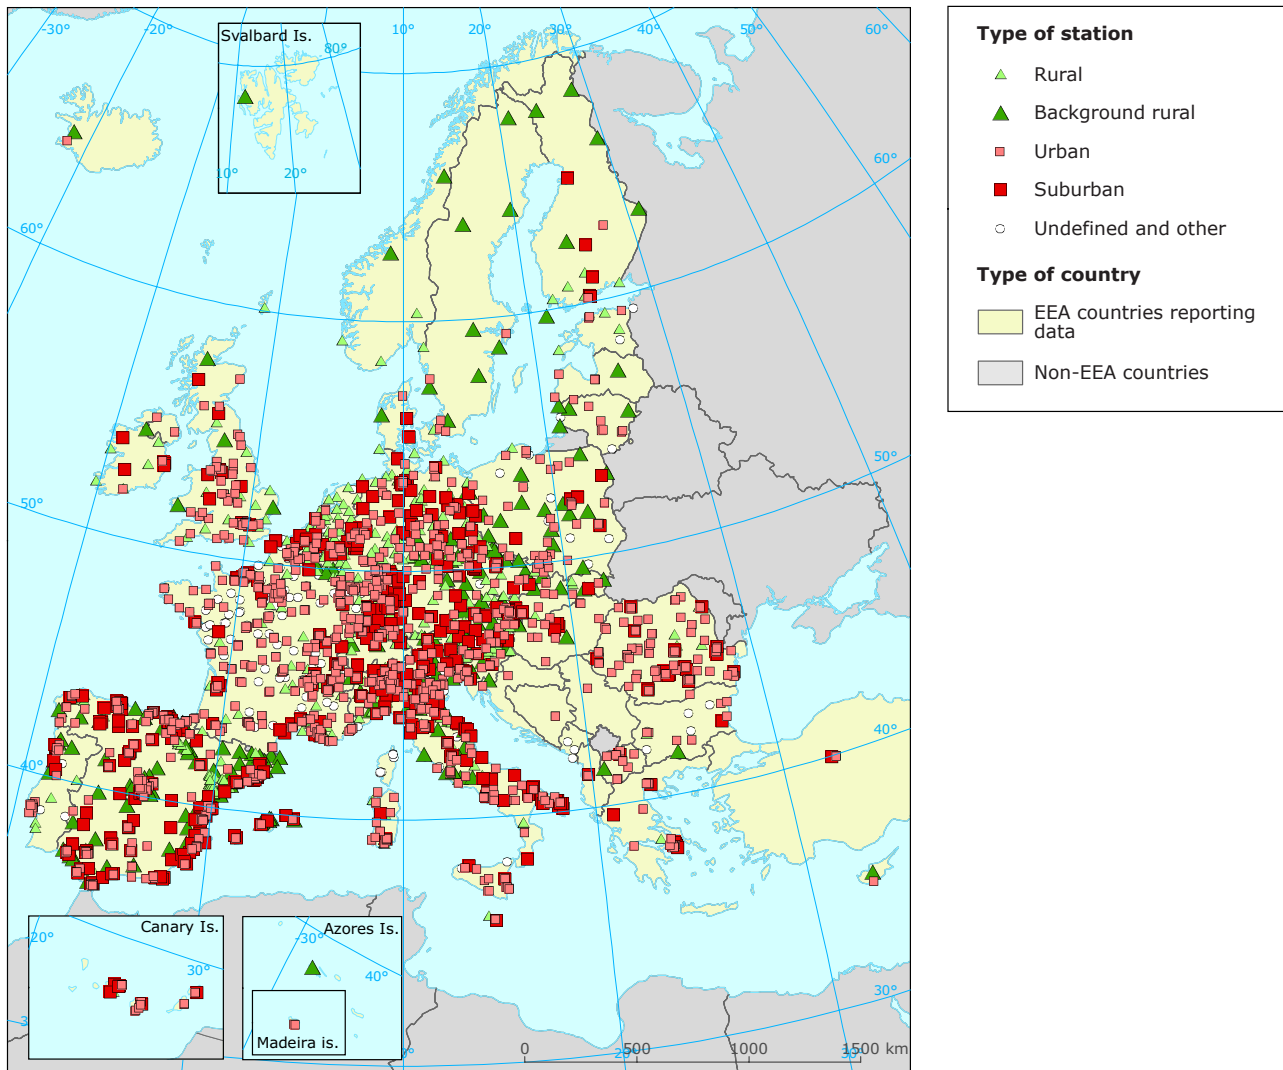 -30°
-20°
10°
20°
30°
40°
50°
60°
Svalbard Is.
80°
10°
20°
60°
60°
50°
50°
40°
40°
Canary Is.
-20°
30°
Azores Is.
-30°
40°
Madeira is.
30°
0
500
1000
1500 km
20°
30°
Type of station
Rural
Background rural
Urban
Suburban
Undefined and other
Type of country
EEA countries reporting
data
Non-EEA countries